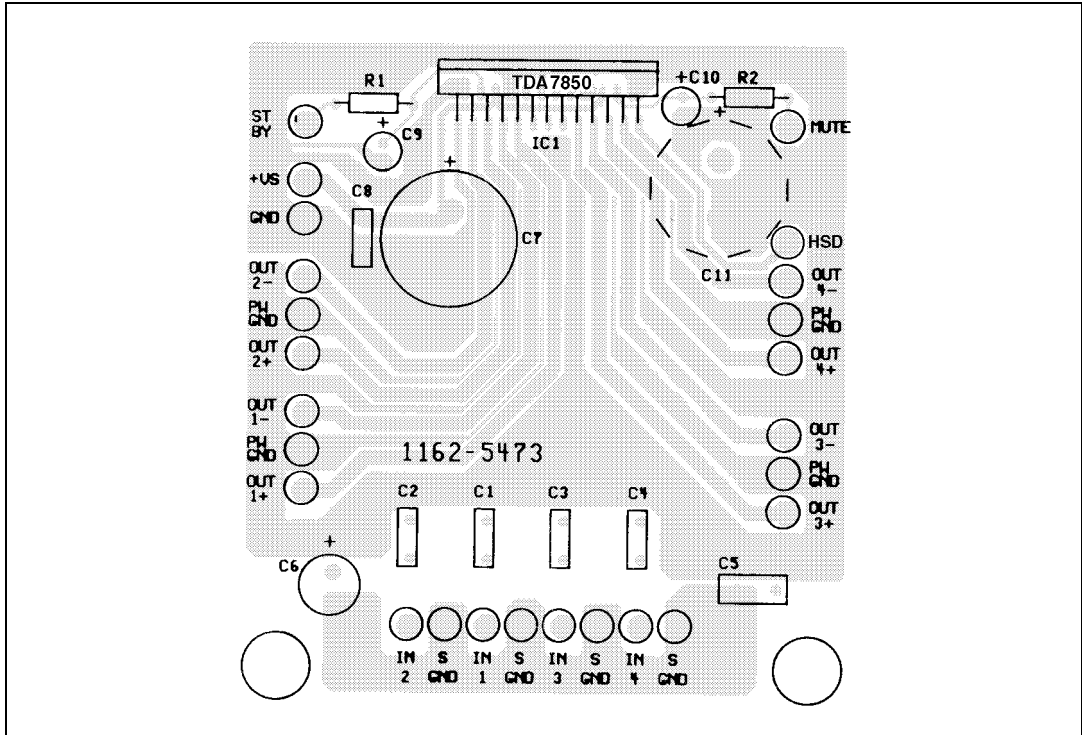 R1
TDA7850
+C10
R2
ST
BY
+
C9
IC1
+
MUTE
+VS
C8
+
GND
C7
HSD
C11
OUT
2-
OUT
4-
PW
GND
PW
GND
OUT
2+
OUT
4+
OUT
1-
OUT
3-
PW
GND
1162-5473
PW
GND
OUT
1+
C2
C1
C3
C4
OUT
3+
+
C6
C5
IN
2
S
GND
IN
1
S
GND
IN
3
S
GND
IN
4
S
GND